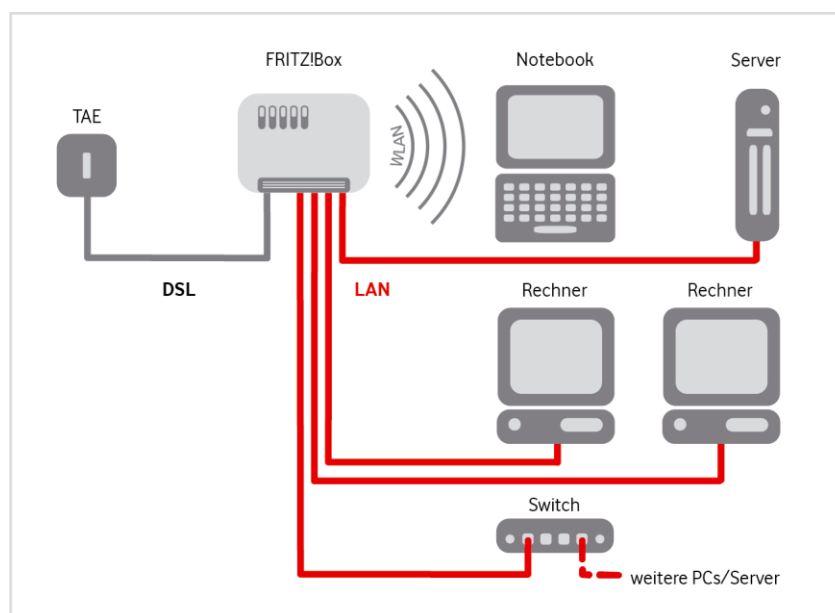 FRITZ!Box
Notebook
Server
TAE
WLAN
DSL
LAN
Rechner
Rechner
Switch
weitere PCs/Server